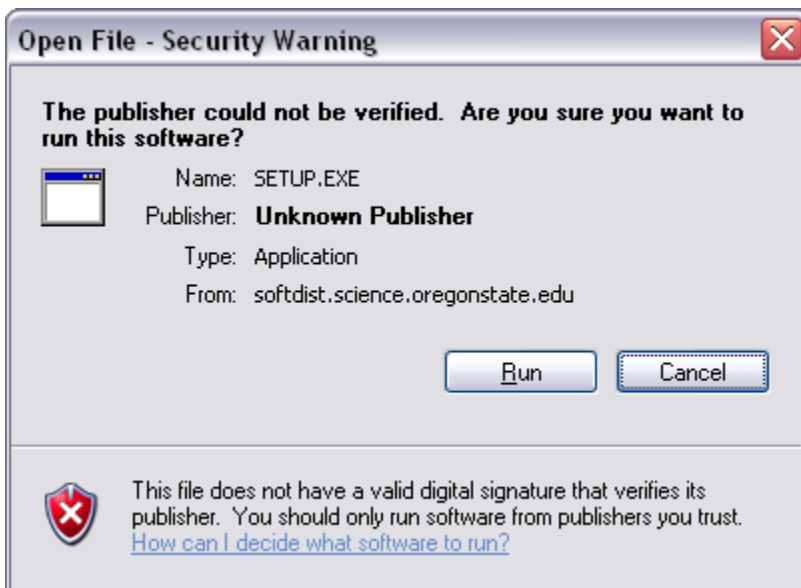 Open File - Security Warning
The publisher could not be verified.  Are you sure you want to
run this software?
Name: SETUP.EXE
Publisher: Unknown Publisher
Type: Application
From: softdist.science.oregonstate.edu
Run Cancel
This file does not have a valid digital signature that verifies its
publisher.  You should only run software from publishers you trust.
How can I decide what software to run?